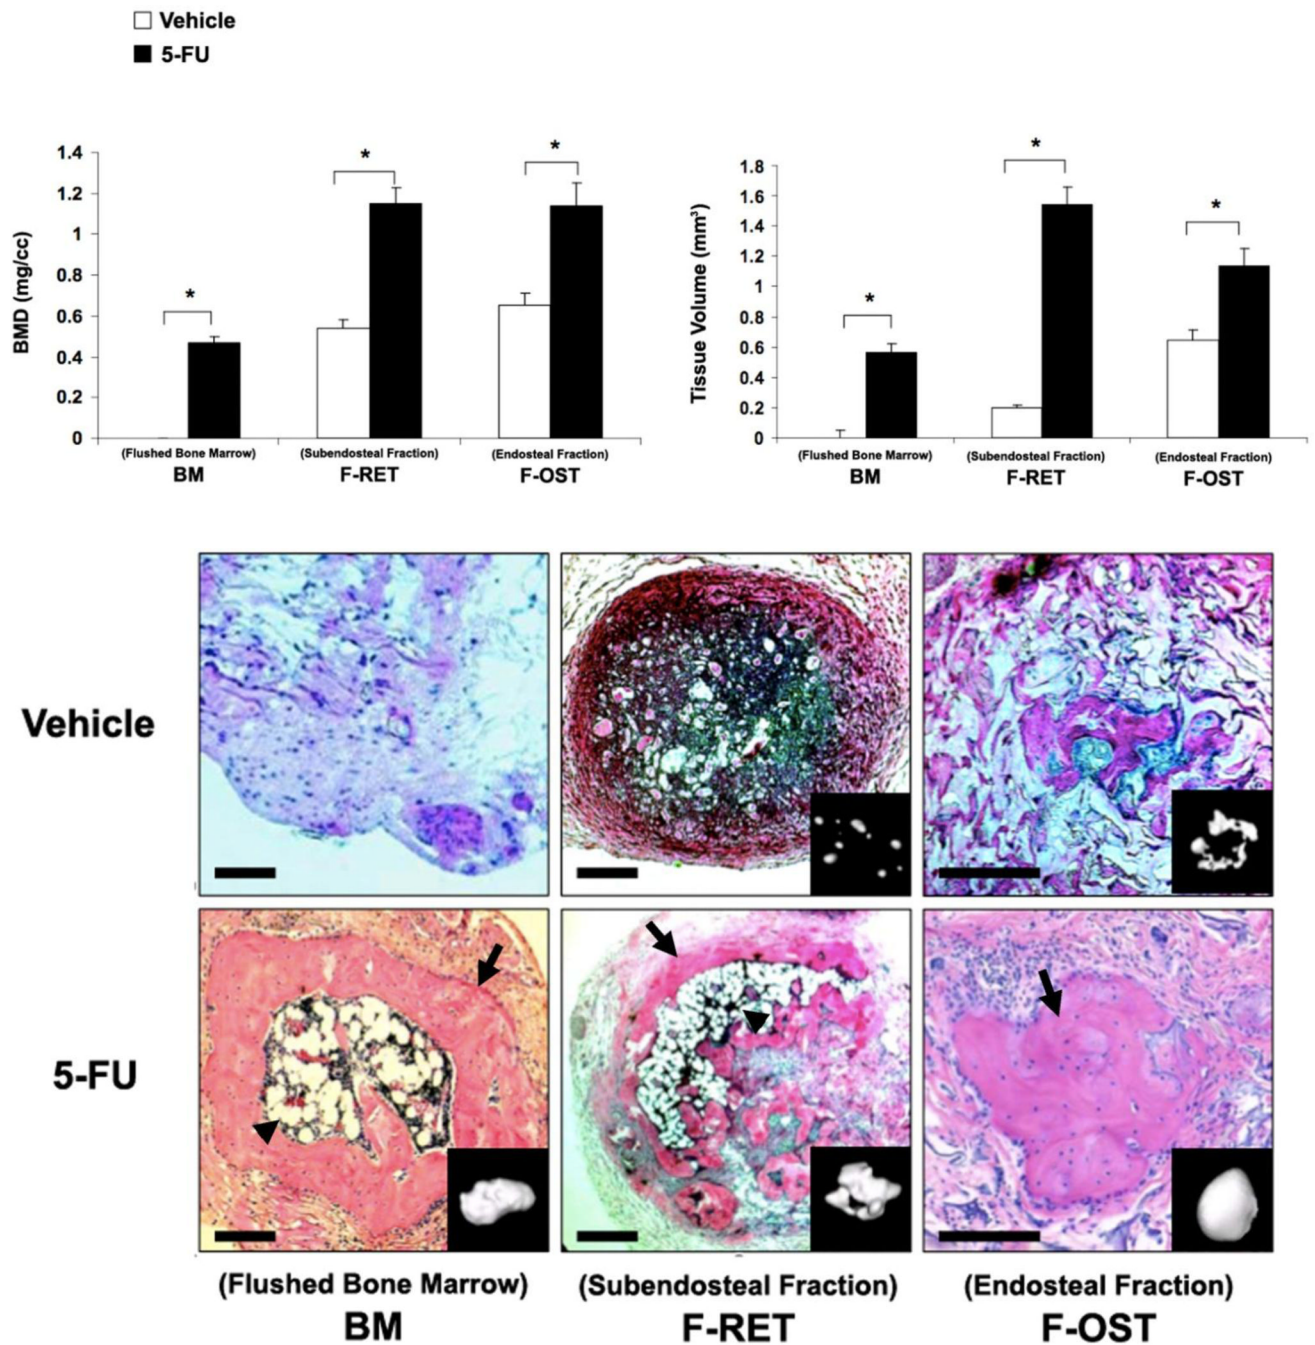 Vehicle
5-FU
BMD (mg/cc)
1.4
1.2
1
0.8
0.6
0.4
0.2
0
*
*
*
(Flushed Bone Marrow)
BM
(Subendosteal Fraction)
F-RET
(Endosteal Fraction)
F-OST
Tissue Volume (mm³)
1.8
1.6
1.4
1.2
1
0.8
0.6
0.4
0.2
0
*
*
*
(Flushed Bone Marrow)
BM
(Subendosteal Fraction)
F-RET
(Endosteal Fraction)
F-OST
Vehicle
5-FU
(Flushed Bone Marrow)
BM
(Subendosteal Fraction)
F-RET
(Endosteal Fraction)
F-OST